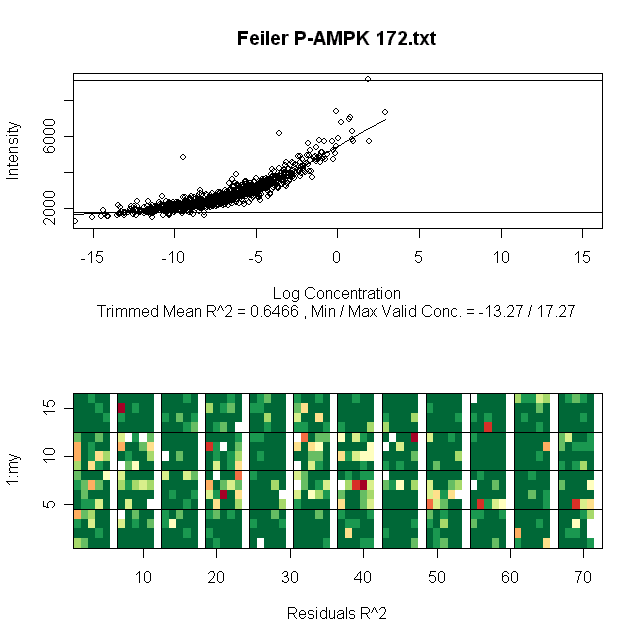 Feiler P-AMPK 172.txt
Intensity
6000
2000
-15 -10 -5 0 5 10 15
Log Concentration
Trimmed Mean R^2 = 0.6466 , Min / Max Valid Conc. = -13.27 / 17.27
1:my
15
10
5
10 20 30 40 50 60 70
Residuals R^2